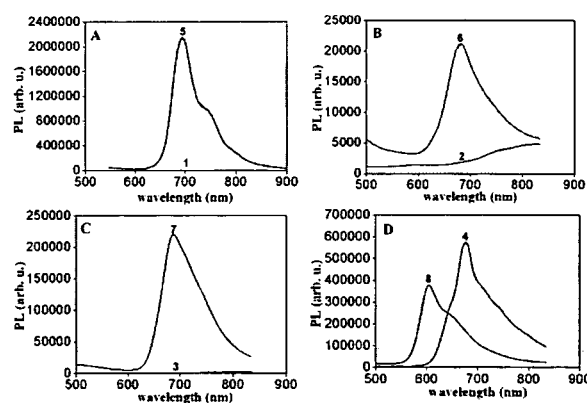 A
5
PL (arb. u.)
2400000
2000000
1600000
1200000
800000
400000
0
1
500 600 700 800 900
wavelength (nm)
B
6
PL (arb. u.)
25000
20000
15000
10000
5000
0
2
500 600 700 800 900
wavelength (nm)
C
7
PL (arb. u.)
250000
200000
150000
100000
50000
0
3
500 600 700 800 900
wavelength (nm)
D
4
8
PL (arb. u.)
700000
600000
500000
400000
300000
200000
100000
0
500 600 700 800 900
wavelength (nm)